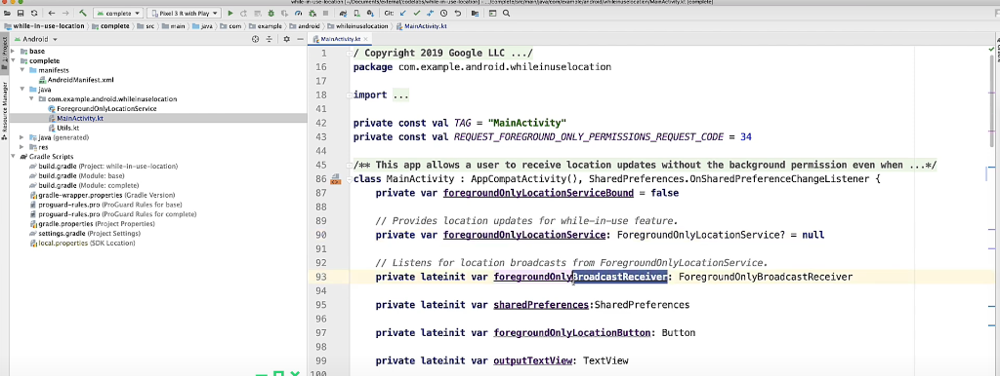 while-in-use-location [~/Documents/external/codelabs/while-in-use-location]
complete
Pixel 3 R with Play
Git:
while-in-use-location complete src main java com example android whileinuselocation MainActivity.kt
Android
MainActivity.kt
1: Project
Resource Manager
base
complete
manifests
AndroidManifest.xml
java
com.example.android.whileinuselocation
ForegroundOnlyLocationService
MainActivity.kt
Utils.kt
java (generated)
res
Gradle Scripts
build.gradle (Project: while-in-use-location)
build.gradle (Module: base)
build.gradle (Module: complete)
gradle-wrapper.properties (Gradle Version)
proguard-rules.pro (ProGuard Rules for base)
proguard-rules.pro (ProGuard Rules for complete)
gradle.properties (Project Properties)
settings.gradle (Project Settings)
local.properties (SDK Location)
1 / Copyright 2019 Google LLC .../
16 package com.example.android.whileinuselocation
17
18 import ...
41
42 private const val TAG = "MainActivity"
43 private const val REQUEST_FOREGROUND_ONLY_PERMISSIONS_REQUEST_CODE = 34
44
45 /** This app allows a user to receive location updates without the background permission even when ...*/
86 class MainActivity : AppCompatActivity(), SharedPreferences.OnSharedPreferenceChangeListener {
87 private var foregroundOnlyLocationServiceBound = false
88
89 // Provides location updates for while-in-use feature.
90 private var foregroundOnlyLocationService: ForegroundOnlyLocationService? = null
91
92 // Listens for location broadcasts from ForegroundOnlyLocationService.
93 private lateinit var foregroundOnlyBroadcastReceiver: ForegroundOnlyBroadcastReceiver
94
95 private lateinit var sharedPreferences:SharedPreferences
96
97 private lateinit var foregroundOnlyLocationButton: Button
98
99 private lateinit var outputTextView: TextView
100